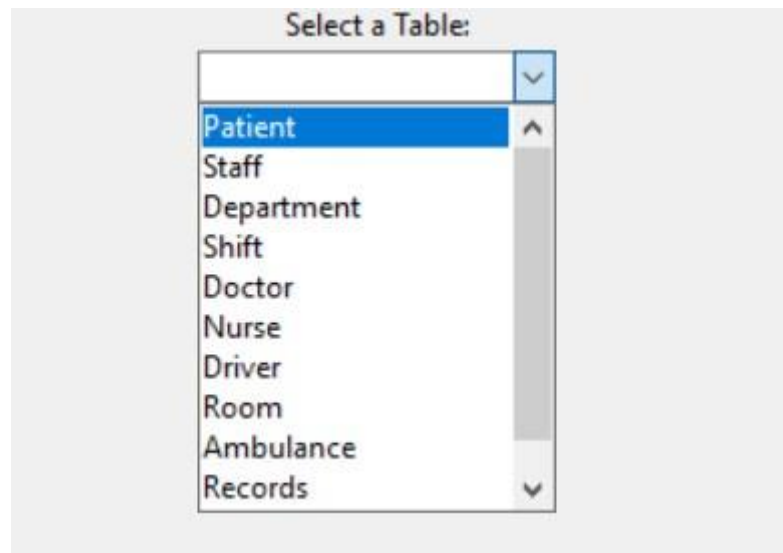 Select a Table:
Patient
Staff
Department
Shift
Doctor
Nurse
Driver
Room
Ambulance
Records